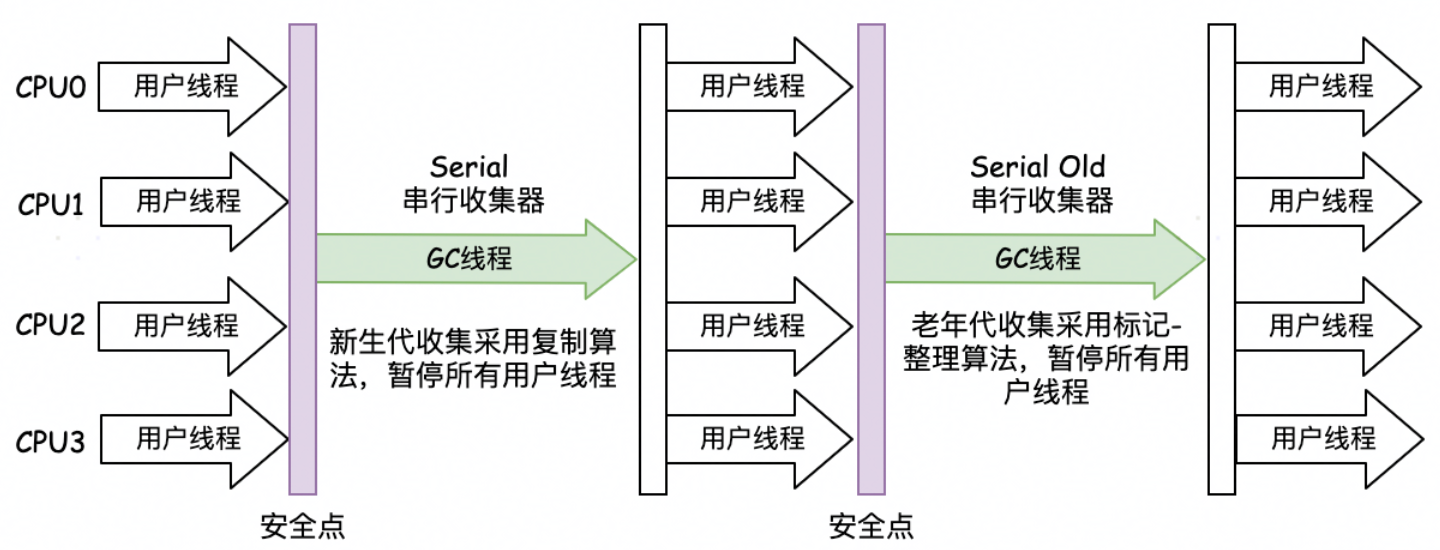 CPU0
用户线程
用户线程
用户线程
CPU1
用户线程
Serial
串行收集器
用户线程
Serial Old
串行收集器
用户线程
GC线程
GC线程
CPU2
用户线程
新生代收集采用复制算
法，暂停所有用户线程
用户线程
老年代收集采用标记-
整理算法，暂停所有用
户线程
用户线程
CPU3
用户线程
用户线程
用户线程
安全点
安全点